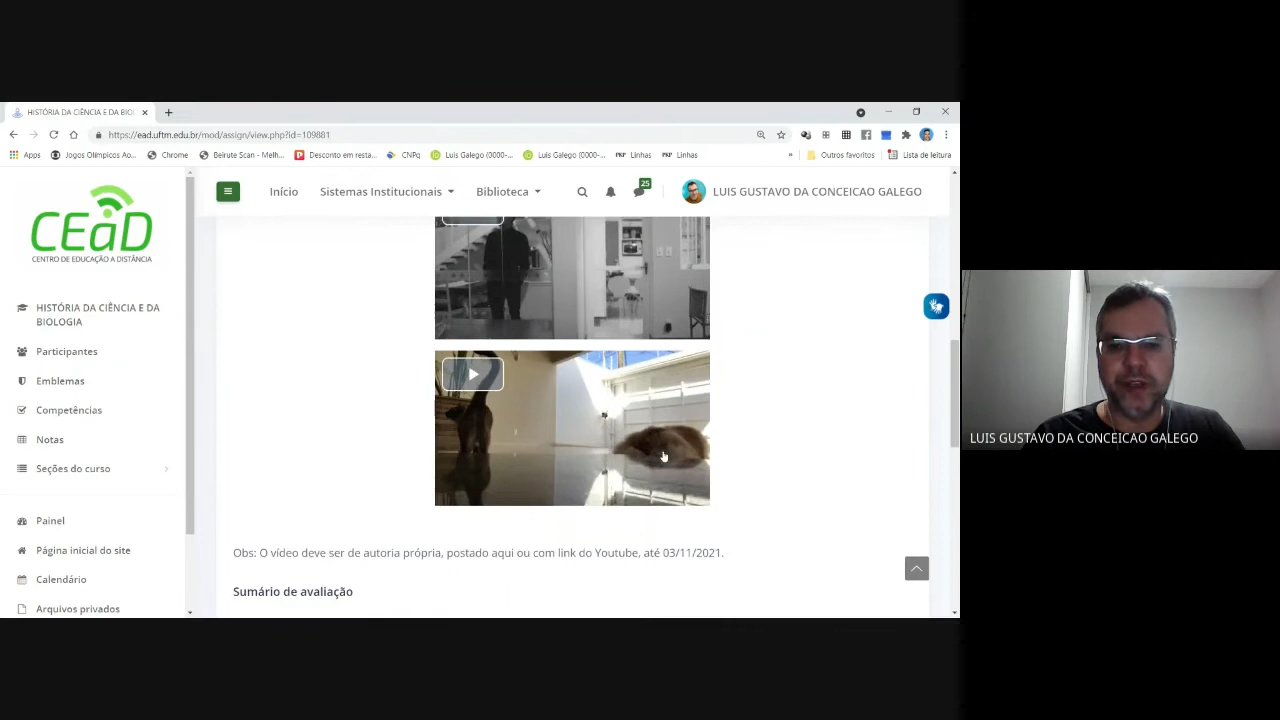 HISTÓRIA DA CIÊNCIA E DA BIO
https://ead.uftm.edu.br/mod/assign/view.php?id=109881
Apps
Jogos Olímpicos Ao...
Chrome
Beirute Scan - Melh...
Desconto em resta...
CNPq
Luis Galego (0000-...
Luis Galego (0000-...
PKP Linhas
PKP Linhas
»
Outros favoritos
Lista de leitura
CEaD
CENTRO DE EDUCAÇÃO A DISTÂNCIA
Início
Sistemas Institucionais
Biblioteca
25
LUIS GUSTAVO DA CONCEICAO GALEGO
HISTÓRIA DA CIÊNCIA E DA
BIOLOGIA
Participantes
Emblemas
Competências
Notas
Seções do curso
Painel
Página inicial do site
Calendário
Arquivos privados
Obs: O vídeo deve ser de autoria própria, postado aqui ou com link do Youtube, até 03/11/2021.
Sumário de avaliação
LUIS GUSTAVO DA CONCEICAO GALEGO